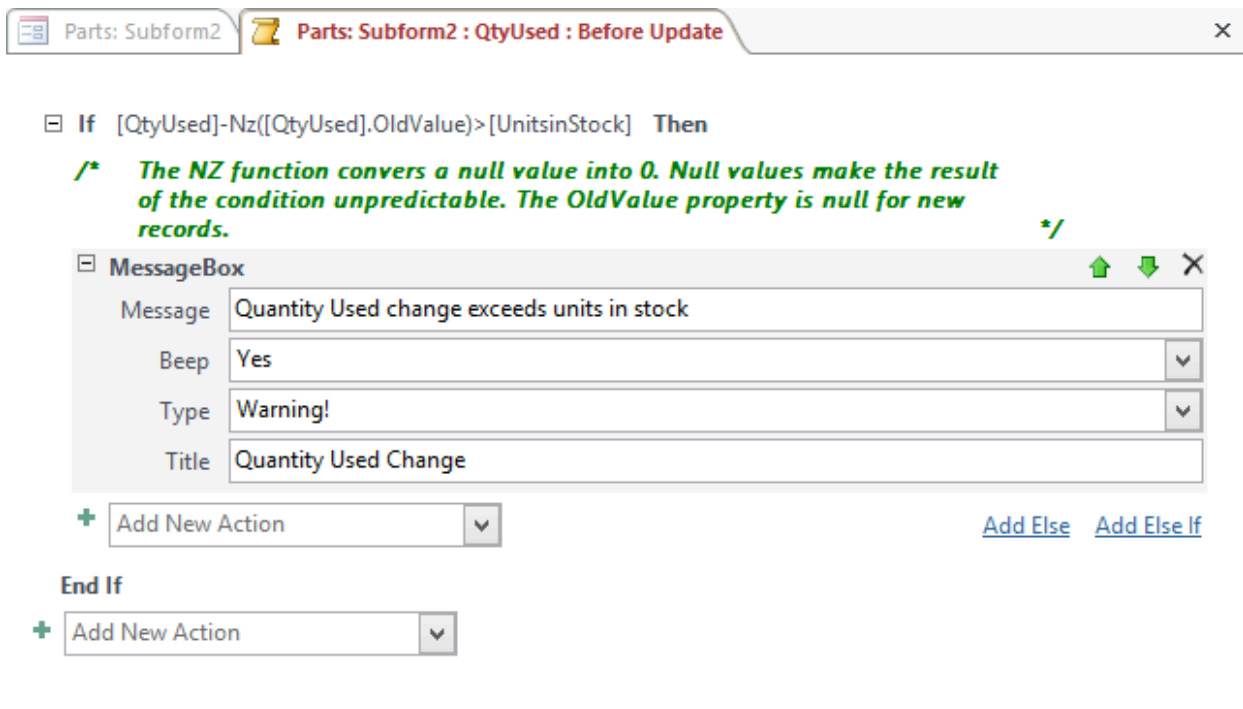 Parts: Subform2
Parts: Subform2 : QtyUsed : Before Update
If [QtyUsed]-Nz([QtyUsed].OldValue)>[UnitsinStock] Then
/* The NZ function convers a null value into 0. Null values make the result
of the condition unpredictable. The OldValue property is null for new
records. */
MessageBox
Message Quantity Used change exceeds units in stock
Beep Yes
Type Warning!
Title Quantity Used Change
Add New Action Add Else Add Else If
End If
Add New Action